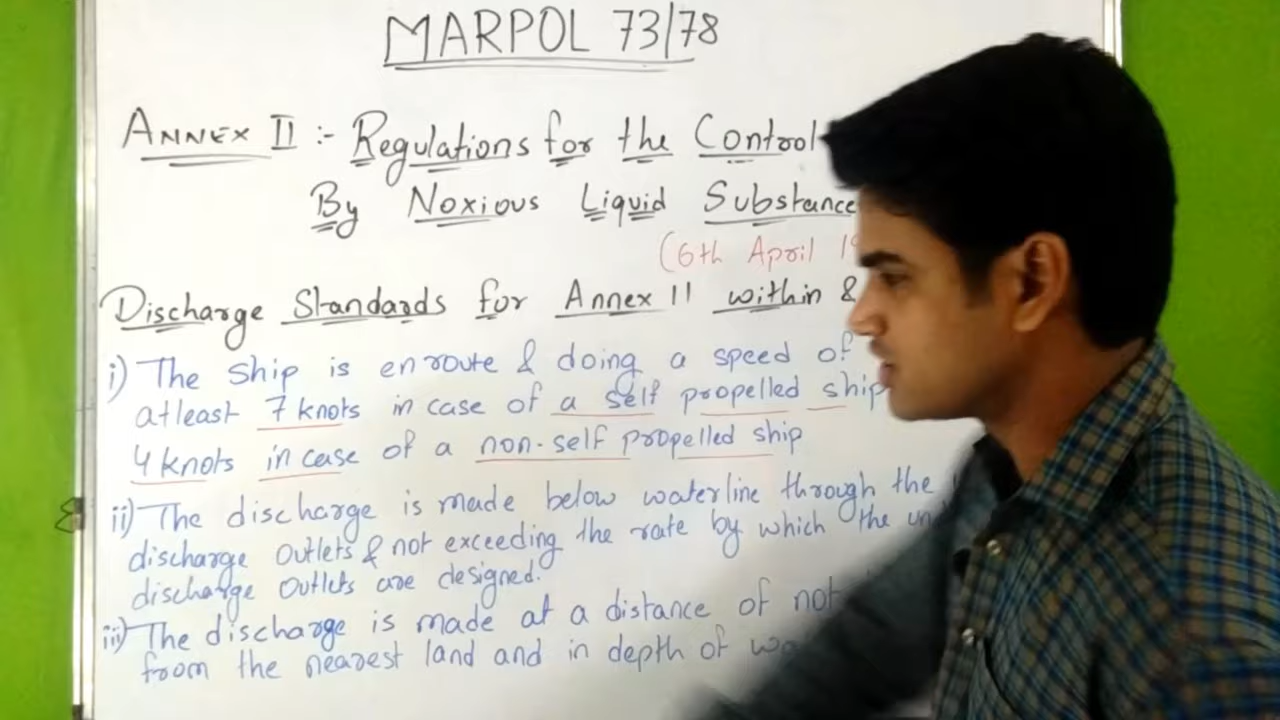 MARPOL 73/78
ANNEX II :- Regulations for the Control
By Noxious Liquid Substance
(6th April
Discharge Standards for Annex II within &
i) The ship is enroute & doing a speed of
atleast 7 knots in case of a self propelled ship
4 knots in case of a non-self propelled ship
ii) The discharge is made below waterline through the
discharge outlets & not exceeding the rate by which the
discharge outlets are designed.
iii) The discharge is made at a distance of not
from the nearest land and in depth of